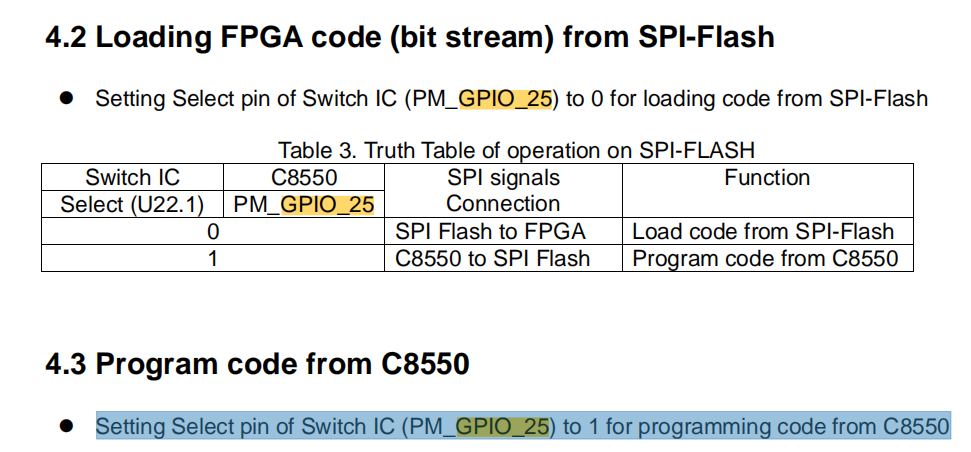 4.2 Loading FPGA code (bit stream) from SPI-Flash
● Setting Select pin of Switch IC (PM_GPIO_25) to 0 for loading code from SPI-Flash
Table 3. Truth Table of operation on SPI-FLASH
Switch IC C8550 SPI signals Function
Select (U22.1) PM_GPIO_25 Connection
0 SPI Flash to FPGA Load code from SPI-Flash
1 C8550 to SPI Flash Program code from C8550
4.3 Program code from C8550
● Setting Select pin of Switch IC (PM_GPIO_25) to 1 for programming code from C8550